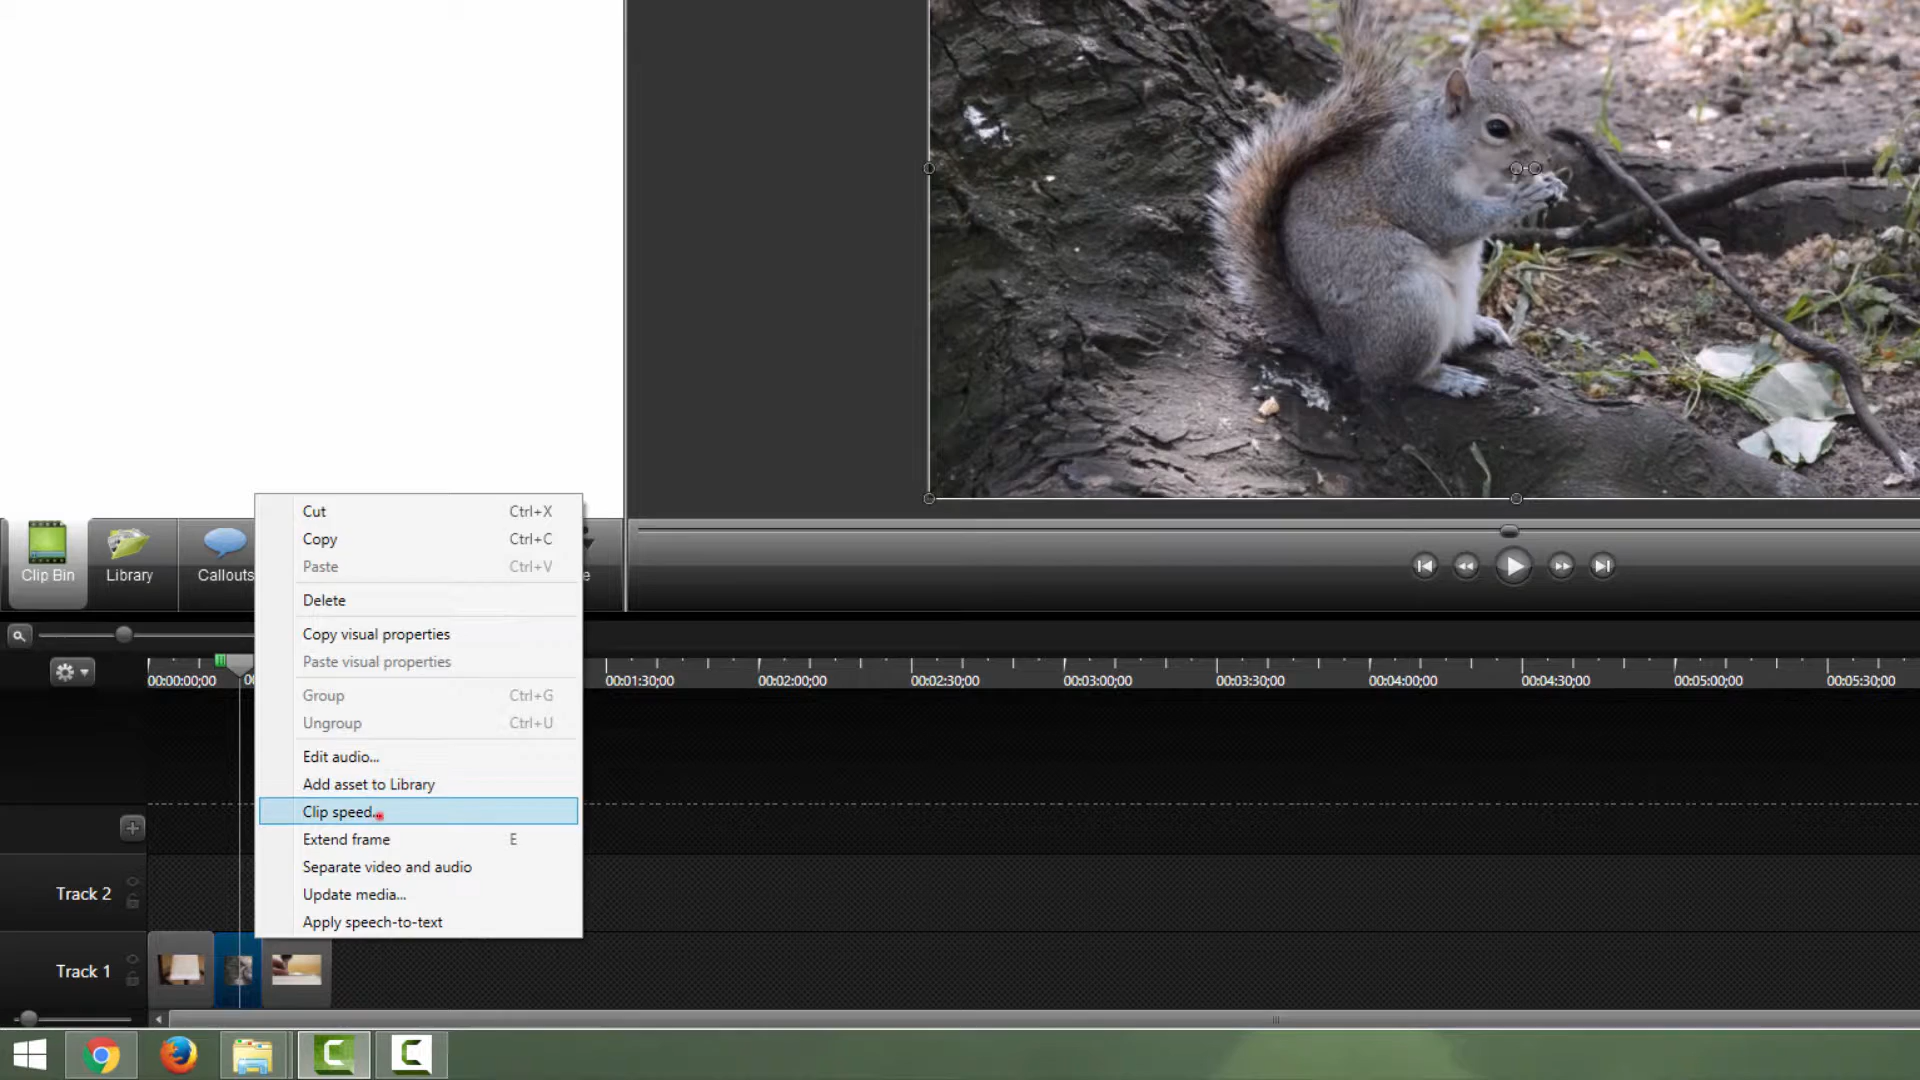 Cut Ctrl+X
Copy Ctrl+C
Paste Ctrl+V
Delete
Copy visual properties
Paste visual properties
Group Ctrl+G
Ungroup Ctrl+U
Edit audio...
Add asset to Library
Clip speed...
Extend frame E
Separate video and audio
Update media...
Apply speech-to-text
Clip Bin
Library
Callouts
00:00:00;00 00:01:30;00 00:02:00;00 00:02:30;00 00:03:00;00 00:03:30;00 00:04:00;00 00:04:30;00 00:05:00;00 00:05:30;00
Track 2
Track 1